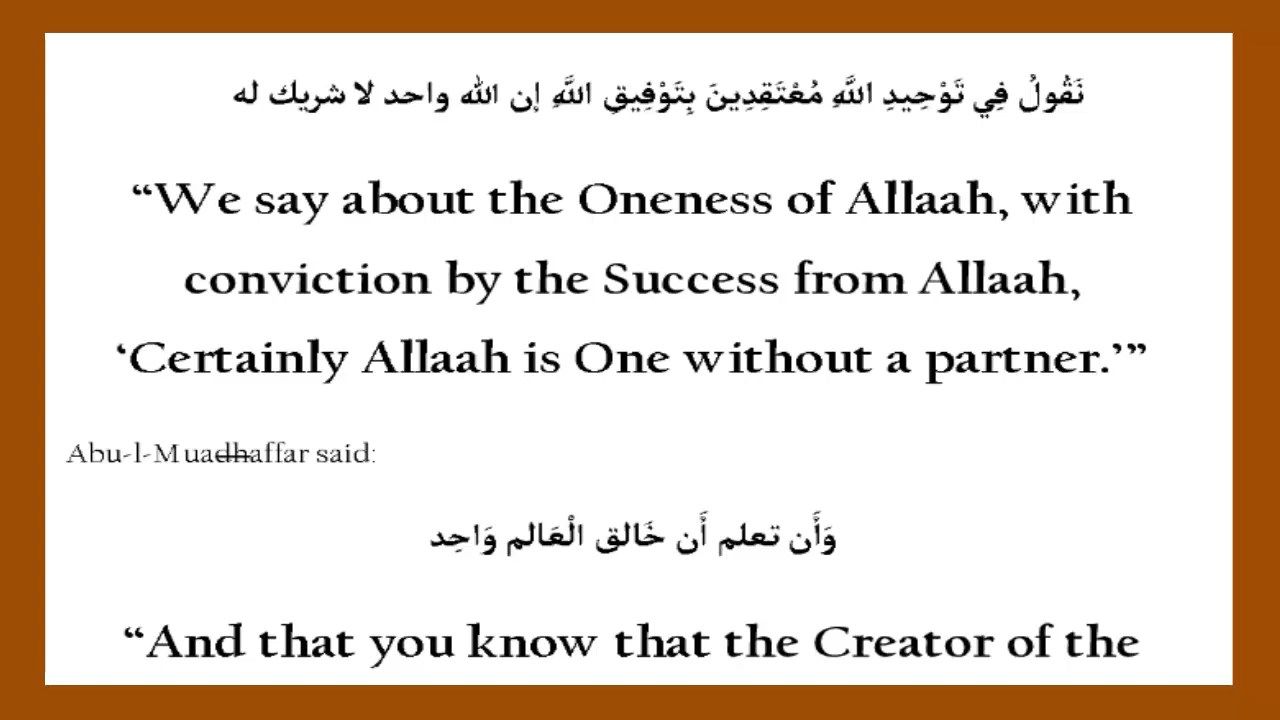 نَقُولُ فِي تَوْحِيدِ اللَّهِ مُعْتَقِدِينَ بِتَوْفِيقِ اللَّهِ إن الله واحد لا شريك له
“We say about the Oneness of Allaah, with
conviction by the Success from Allaah,
‘Certainly Allaah is One without a partner.’”
Abu-l-Muadhaffar said:
وَأَن تعلم أَن خَالق الْعَالم وَاحِد
“And that you know that the Creator of the